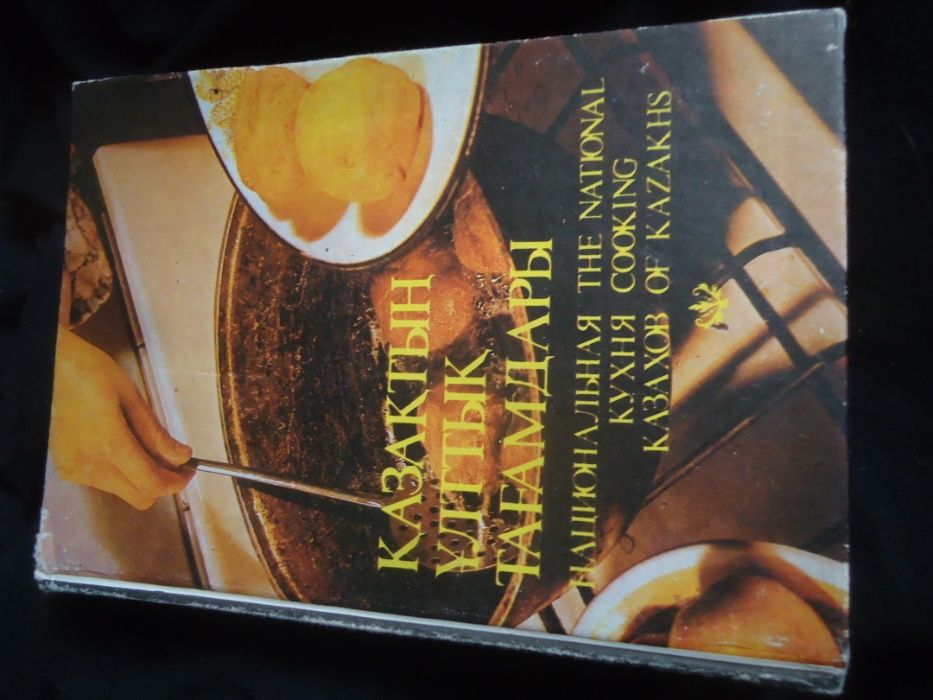 ҚАЗАҚТЫҢ
ҰЛТТЫҚ
ТАҒАМДАРЫ
НАЦИОНАЛЬНАЯ
КУХНЯ
КАЗАХОВ
THE NATIONAL
COOKING
OF KAZAKHS